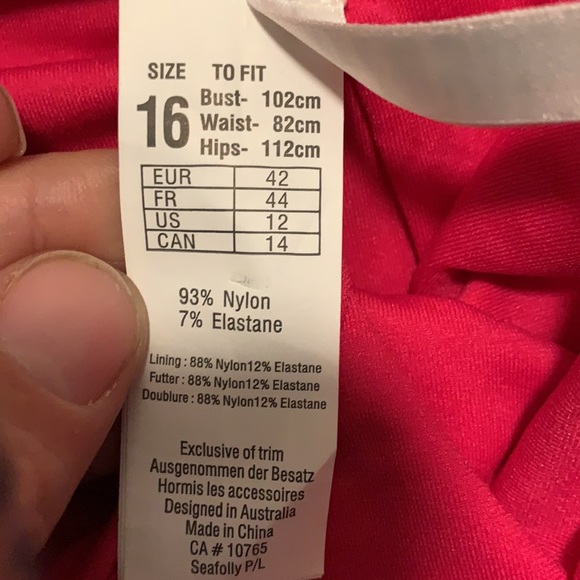 SIZE TO FIT
16 Bust- 102cm
Waist- 82cm
Hips- 112cm
EUR 42
FR 44
US 12
CAN 14
93% Nylon
7% Elastane
Lining : 88% Nylon12% Elastane
Futter : 88% Nylon12% Elastane
Doublure : 88% Nylon12% Elastane
Exclusive of trim
Ausgenommen der Besatz
Hormis les accessoires
Designed in Australia
Made in China
CA # 10765
Seafolly P/L